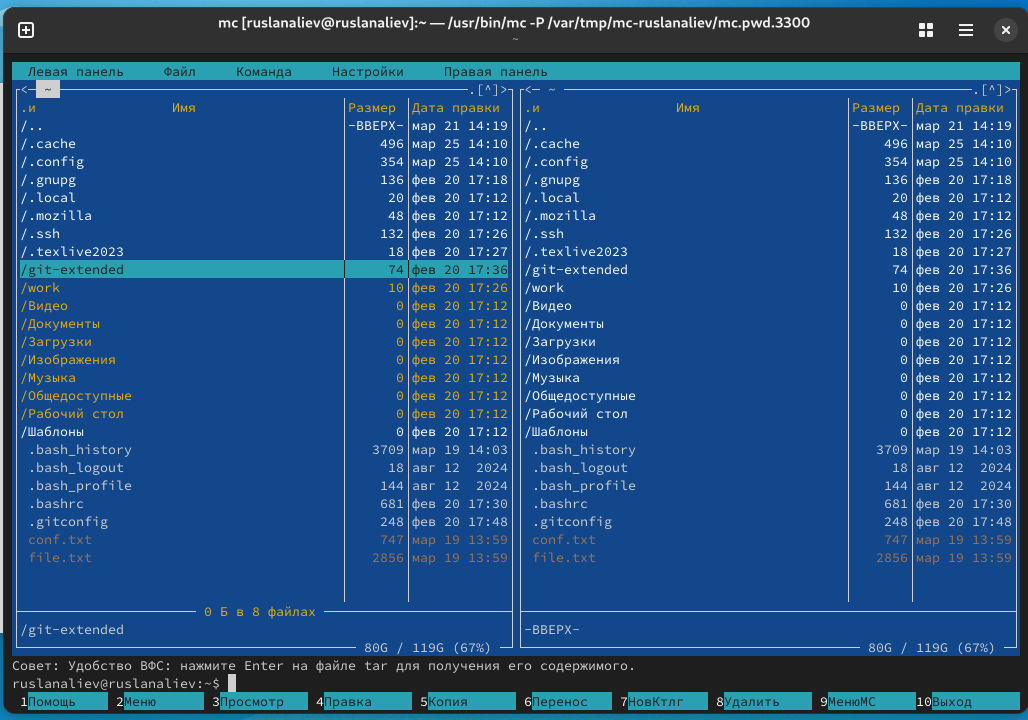 mc [ruslanaliev@ruslanaliev]:~ — /usr/bin/mc -P /var/tmp/mc-ruslanaliev/mc.pwd.3300
~
Левая панель Файл Команда Настройки Правая панель
<─ ~ .[^]> <─ ~ .[^]>
.и Имя Размер Дата правки .и Имя Размер Дата правки
/.. -ВВЕРХ- мар 21 14:19 /.. -ВВЕРХ- мар 21 14:19
/.cache 496 мар 25 14:10 /.cache 496 мар 25 14:10
/.config 354 мар 25 14:10 /.config 354 мар 25 14:10
/.gnupg 136 фев 20 17:18 /.gnupg 136 фев 20 17:18
/.local 20 фев 20 17:12 /.local 20 фев 20 17:12
/.mozilla 48 фев 20 17:12 /.mozilla 48 фев 20 17:12
/.ssh 132 фев 20 17:26 /.ssh 132 фев 20 17:26
/.texlive2023 18 фев 20 17:27 /.texlive2023 18 фев 20 17:27
/git-extended 74 фев 20 17:36 /git-extended 74 фев 20 17:36
/work 10 фев 20 17:26 /work 10 фев 20 17:26
/Видео 0 фев 20 17:12 /Видео 0 фев 20 17:12
/Документы 0 фев 20 17:12 /Документы 0 фев 20 17:12
/Загрузки 0 фев 20 17:12 /Загрузки 0 фев 20 17:12
/Изображения 0 фев 20 17:12 /Изображения 0 фев 20 17:12
/Музыка 0 фев 20 17:12 /Музыка 0 фев 20 17:12
/Общедоступные 0 фев 20 17:12 /Общедоступные 0 фев 20 17:12
/Рабочий стол 0 фев 20 17:12 /Рабочий стол 0 фев 20 17:12
/Шаблоны 0 фев 20 17:12 /Шаблоны 0 фев 20 17:12
.bash_history 3709 мар 19 14:03 .bash_history 3709 мар 19 14:03
.bash_logout 18 авг 12 2024 .bash_logout 18 авг 12 2024
.bash_profile 144 авг 12 2024 .bash_profile 144 авг 12 2024
.bashrc 681 фев 20 17:30 .bashrc 681 фев 20 17:30
.gitconfig 248 фев 20 17:48 .gitconfig 248 фев 20 17:48
conf.txt 747 мар 19 13:59 conf.txt 747 мар 19 13:59
file.txt 2856 мар 19 13:59 file.txt 2856 мар 19 13:59
0 Б в 8 файлах
/git-extended -ВВЕРХ-
80G / 119G (67%) 80G / 119G (67%)
Совет: Удобство ВФС: нажмите Enter на файле tar для получения его содержимого.
ruslanaliev@ruslanaliev:~$
1Помощь 2Меню 3Просмотр 4Правка 5Копия 6Перенос 7НовКтлг 8Удалить 9МенюМС 10Выход